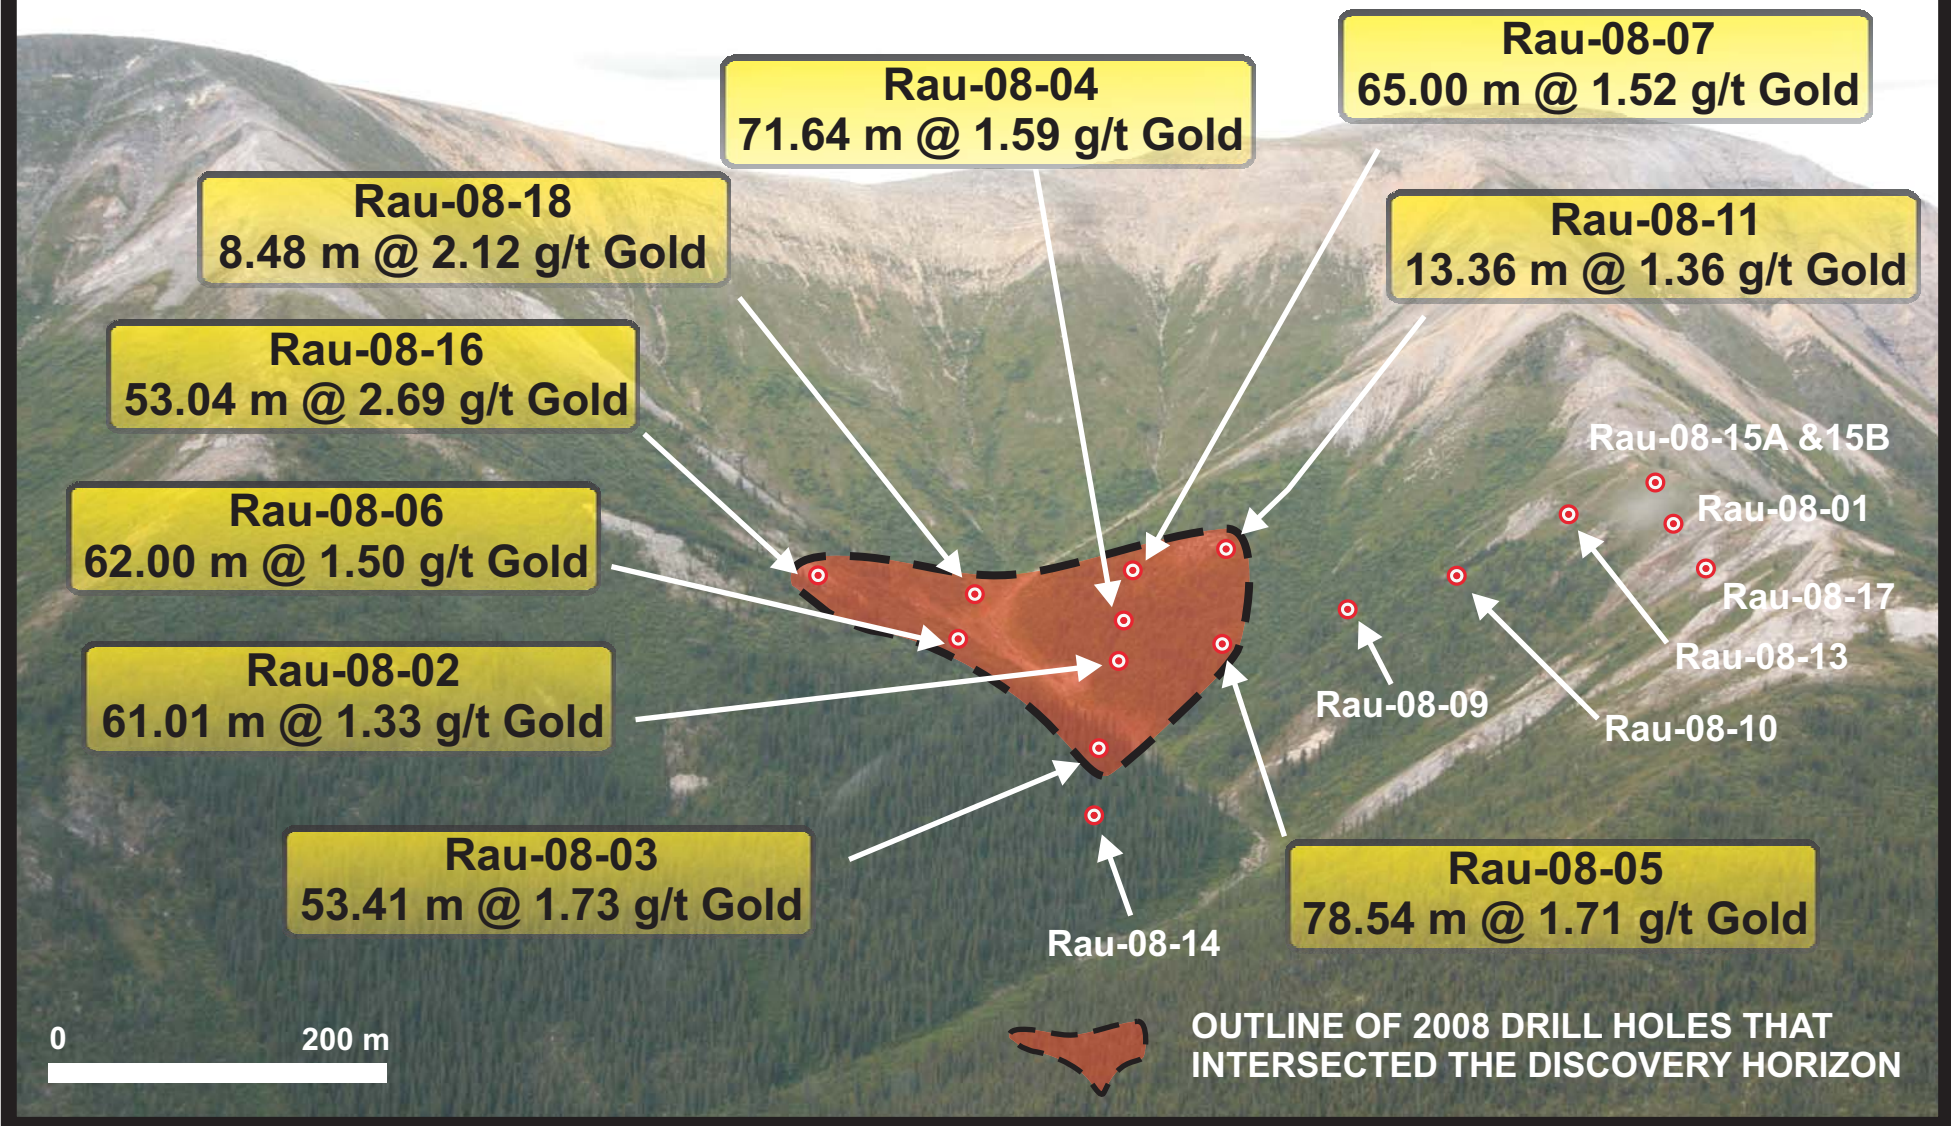 Rau-08-07
65.00 m @ 1.52 g/t Gold
Rau-08-04
71.64 m @ 1.59 g/t Gold
Rau-08-18
8.48 m @ 2.12 g/t Gold
Rau-08-11
13.36 m @ 1.36 g/t Gold
Rau-08-16
53.04 m @ 2.69 g/t Gold
Rau-08-15A &15B
Rau-08-01
Rau-08-06
62.00 m @ 1.50 g/t Gold
Rau-08-17
Rau-08-13
Rau-08-02
61.01 m @ 1.33 g/t Gold
Rau-08-09
Rau-08-10
Rau-08-03
53.41 m @ 1.73 g/t Gold
Rau-08-05
78.54 m @ 1.71 g/t Gold
Rau-08-14
0 200 m
OUTLINE OF 2008 DRILL HOLES THAT
INTERSECTED THE DISCOVERY HORIZON